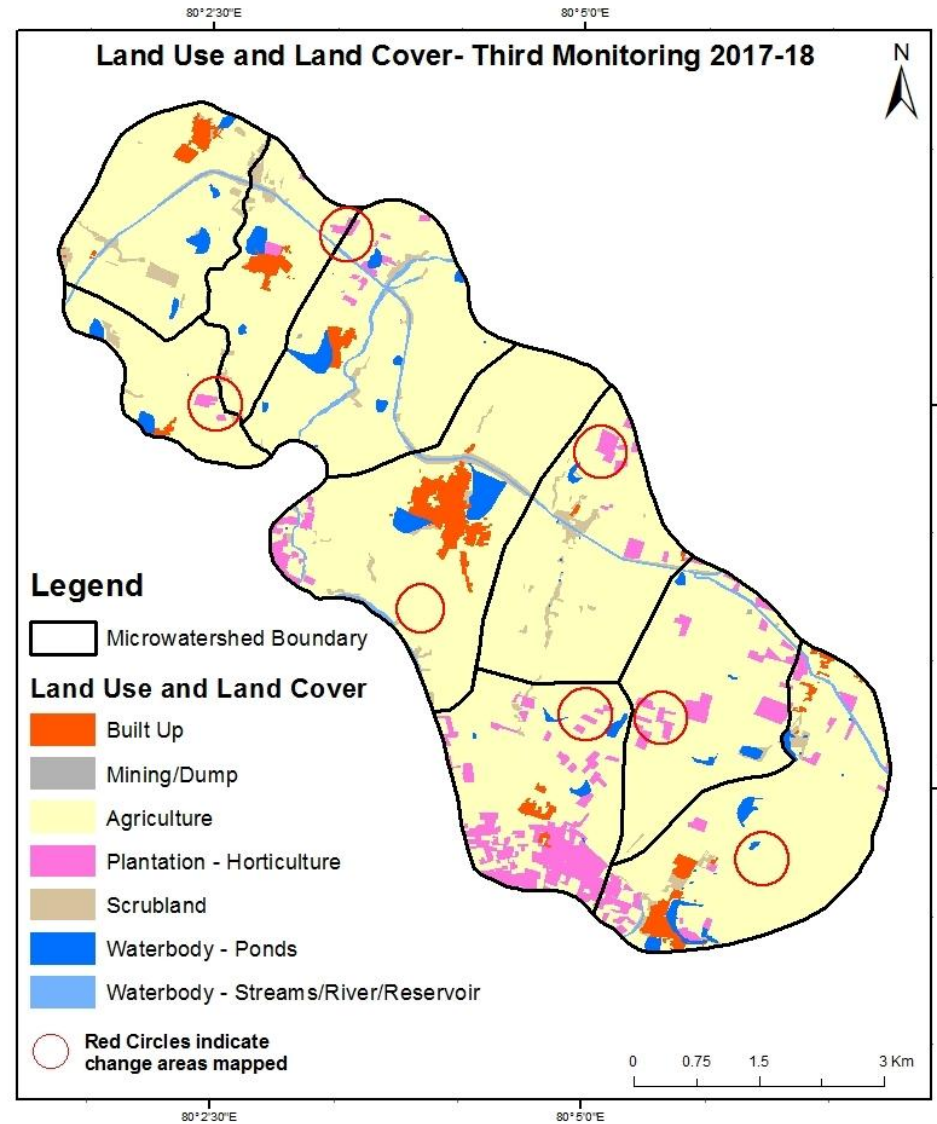 80°2'30"E
80°5'0"E
Land Use and Land Cover- Third Monitoring 2017-18
N
Legend
Microwatershed Boundary
Land Use and Land Cover
Built Up
Mining/Dump
Agriculture
Plantation - Horticulture
Scrubland
Waterbody - Ponds
Waterbody - Streams/River/Reservoir
Red Circles indicate
change areas mapped
0 0.75 1.5 3 Km
80°2'30"E
80°5'0"E